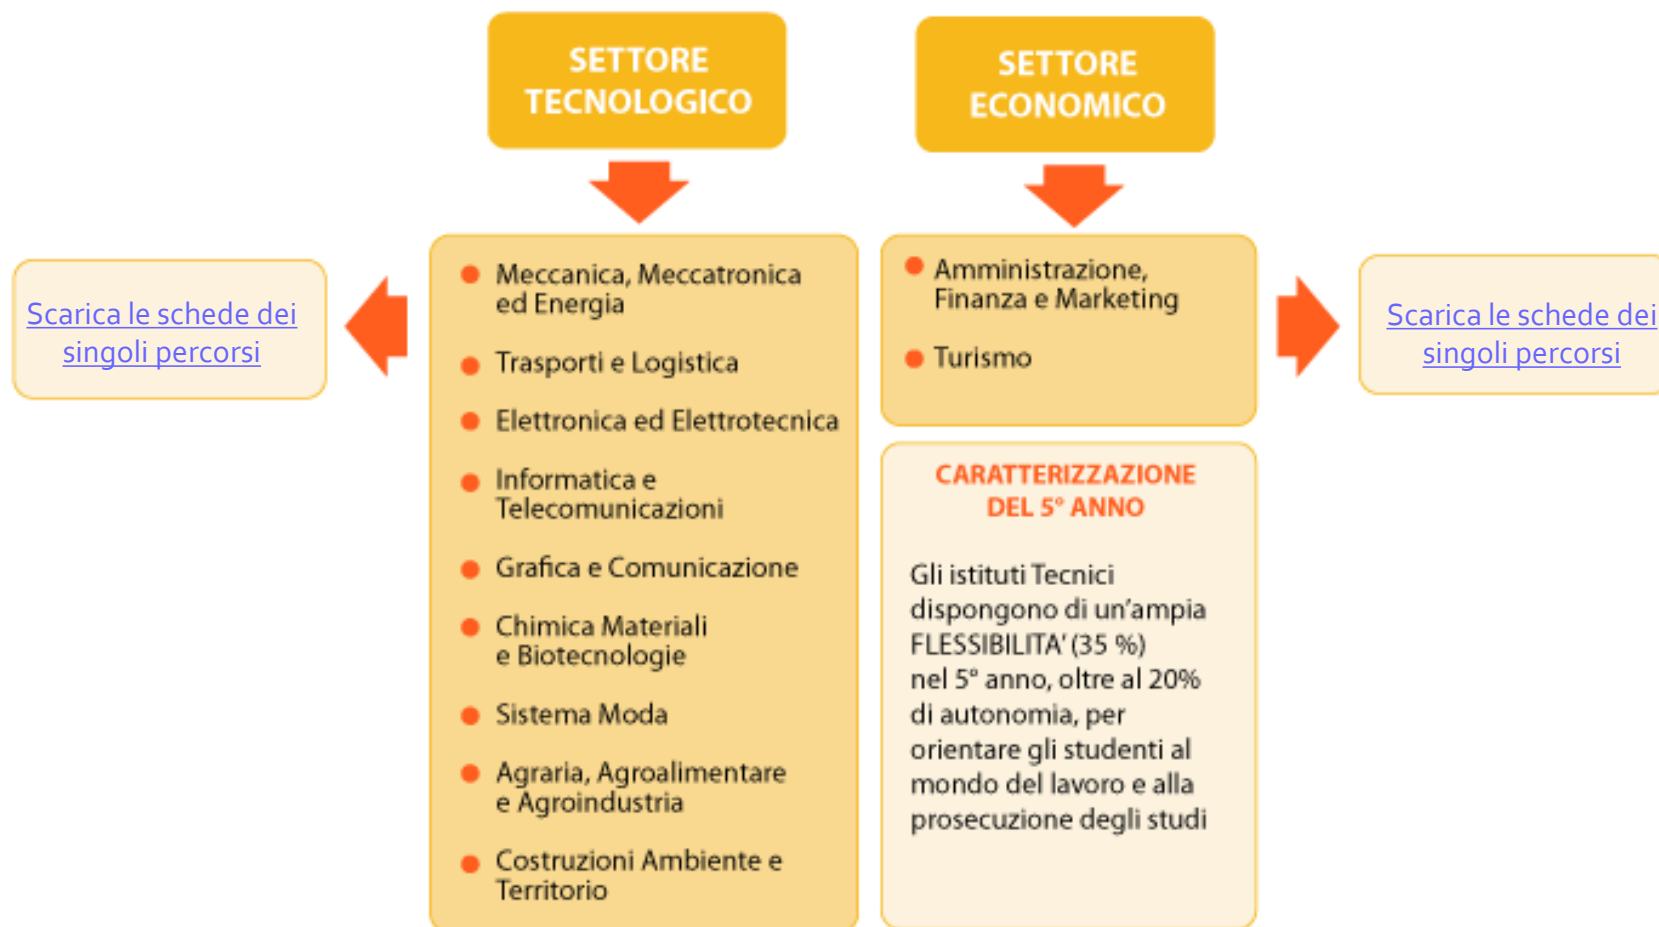 SETTORE
TECNOLOGICO
SETTORE
ECONOMICO
Scarica le schede dei
singoli percorsi
Meccanica, Meccatronica
ed Energia
Trasporti e Logistica
Elettronica ed Elettrotecnica
Informatica e
Telecomunicazioni
Grafica e Comunicazione
Chimica Materiali
e Biotecnologie
Sistema Moda
Agraria, Agroalimentare
e Agroindustria
Costruzioni Ambiente e
Territorio
Amministrazione,
Finanza e Marketing
Turismo
Scarica le schede dei
singoli percorsi
CARATTERIZZAZIONE
DEL 5° ANNO
Gli istituti Tecnici
dispongono di un’ampia
FLESSIBILITA’ (35 %)
nel 5° anno, oltre al 20%
di autonomia, per
orientare gli studenti al
mondo del lavoro e alla
prosecuzione degli studi